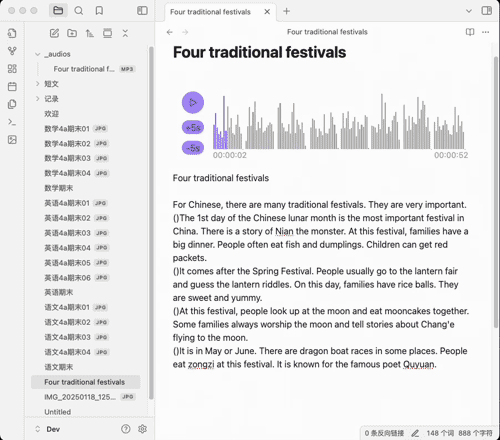 Four traditional festivals
Four traditional festivals
_audios
Four traditional f... MP3
短文
记录
欢迎
数学4a期末01 JPG
数学4a期末02 JPG
数学4a期末03 JPG
数学4a期末04 JPG
数学期末
英语4a期末01 JPG
英语4a期末02 JPG
英语4a期末03 JPG
英语4a期末04 JPG
英语4a期末05 JPG
英语4a期末06 JPG
英语期末
语文4a期末01 JPG
语文4a期末02 JPG
语文4a期末03 JPG
语文4a期末04 JPG
语文期末
Four traditional festivals
IMG_20250118_125... JPG
Untitled
Dev
Four traditional festivals
+5s
-5s
00:00:02
00:00:52
Four traditional festivals
For Chinese, there are many traditional festivals. They are very important.
()The 1st day of the Chinese lunar month is the most important festival in
China. There is a story of Nian the monster. At this festival, families have a
big dinner. People often eat fish and dumplings. Children can get red
packets.
()It comes after the Spring Festival. People usually go to the lantern fair
and guess the lantern riddles. On this day, families have rice balls. They
are sweet and yummy.
()At this festival, people look up at the moon and eat mooncakes together.
Some families always worship the moon and tell stories about Chang'e
flying to the moon.
()It is in May or June. There are dragon boat races in some places. People
eat zongzi at this festival. It is known for the famous poet Quyuan.
0 条反向链接
148 个词
888 个字符